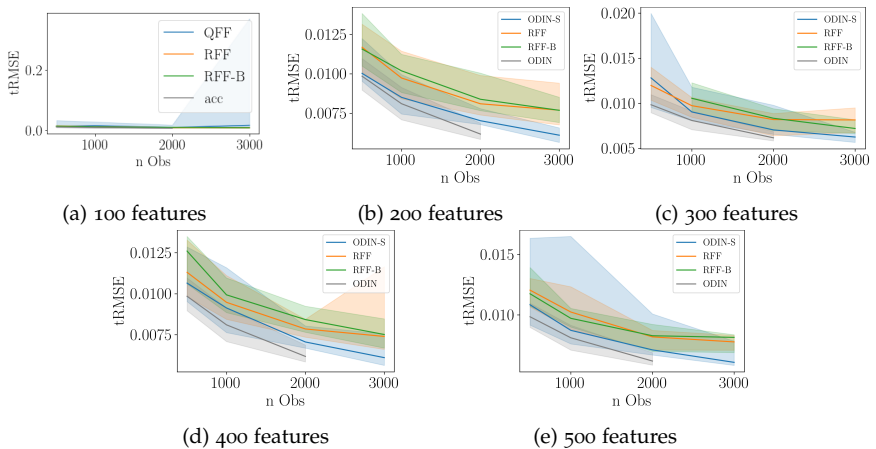 tRMSE
0.2
0.0
1000
2000
3000
n Obs
QFF
RFF
RFF-B
acc
(a) 100 features
tRMSE
0.0125
0.0100
0.0075
1000
2000
3000
n Obs
ODIN-S
RFF
RFF-B
ODIN
(b) 200 features
tRMSE
0.020
0.015
0.010
0.005
1000
2000
3000
n Obs
ODIN-S
RFF
RFF-B
ODIN
(c) 300 features
tRMSE
0.0125
0.0100
0.0075
1000
2000
3000
n Obs
ODIN-S
RFF
RFF-B
ODIN
(d) 400 features
tRMSE
0.015
0.010
1000
2000
3000
n Obs
ODIN-S
RFF
RFF-B
ODIN
(e) 500 features